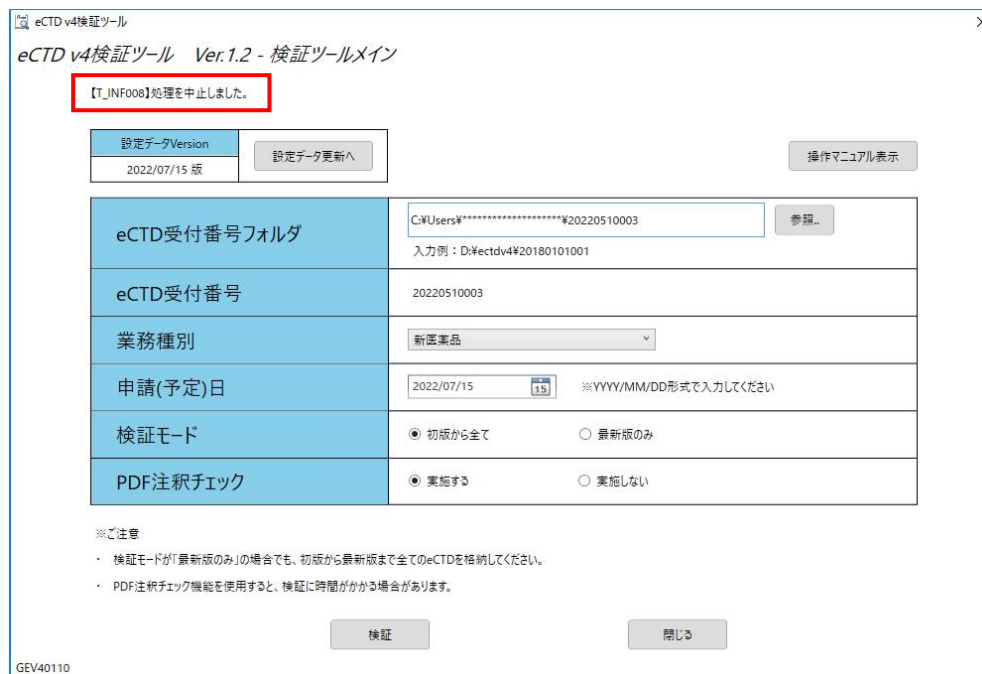 eCTD v4検証ツール
eCTD v4検証ツール Ver.1.2 - 検証ツールメイン
【T_INF008】処理を中止しました。
設定データVersion
2022/07/15 版
設定データ更新へ
操作マニュアル表示
eCTD受付番号フォルダ
C:¥Users¥********************¥20220510003
参照..
入力例：D:¥ectdv4¥20180101001
eCTD受付番号
20220510003
業務種別
新医薬品
申請(予定)日
2022/07/15
15
※YYYY/MM/DD形式で入力してください
検証モード
初版から全て
最新版のみ
PDF注釈チェック
実施する
実施しない
※ご注意
・ 検証モードが「最新版のみ」の場合でも、初版から最新版まで全てのeCTDを格納してください。
・ PDF注釈チェック機能を使用すると、検証に時間がかかる場合があります。
検証
閉じる
GEV40110